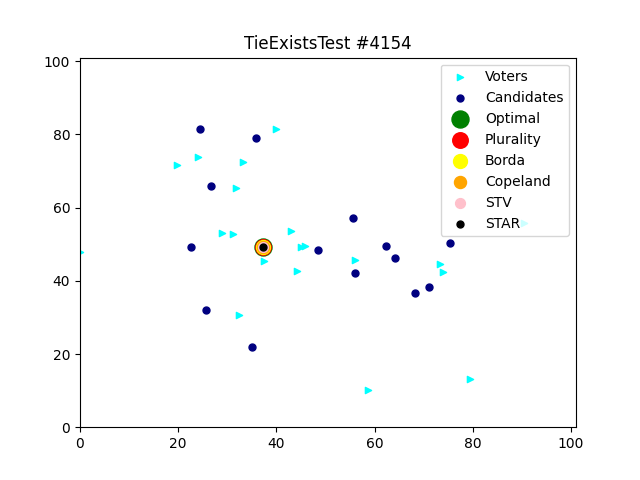 TieExistsTest #4154
100
80
60
40
20
0
0 20 40 60 80 100
Voters
Candidates
Optimal
Plurality
Borda
Copeland
STV
STAR